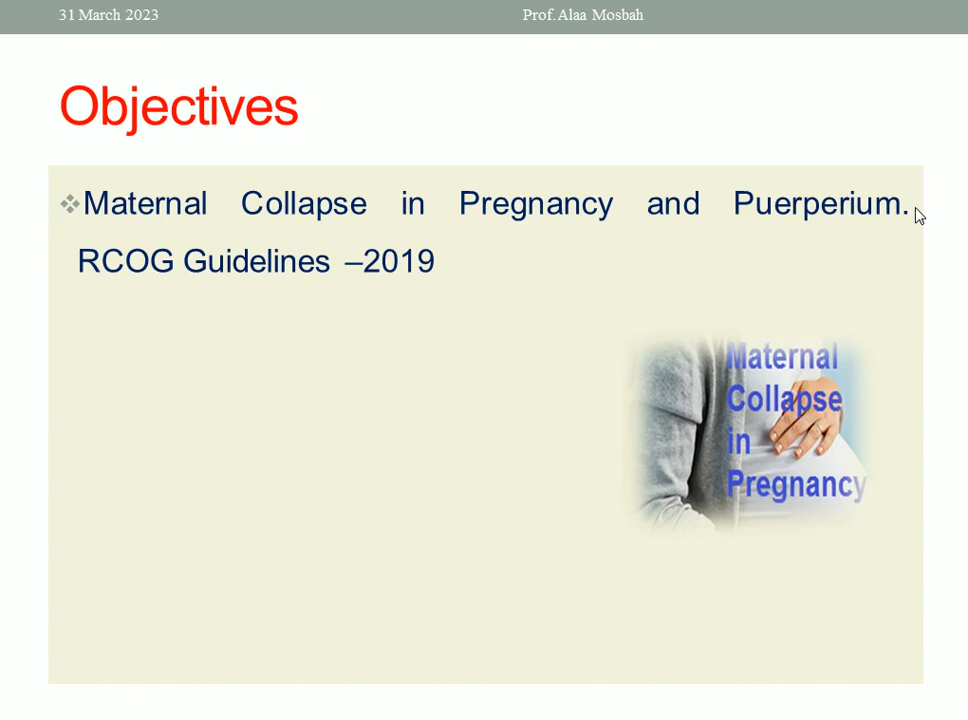 31 March 2023 Prof. Alaa Mosbah
Objectives
Maternal Collapse in Pregnancy and Puerperium.
RCOG Guidelines –2019
Maternal
Collapse
in
Pregnancy